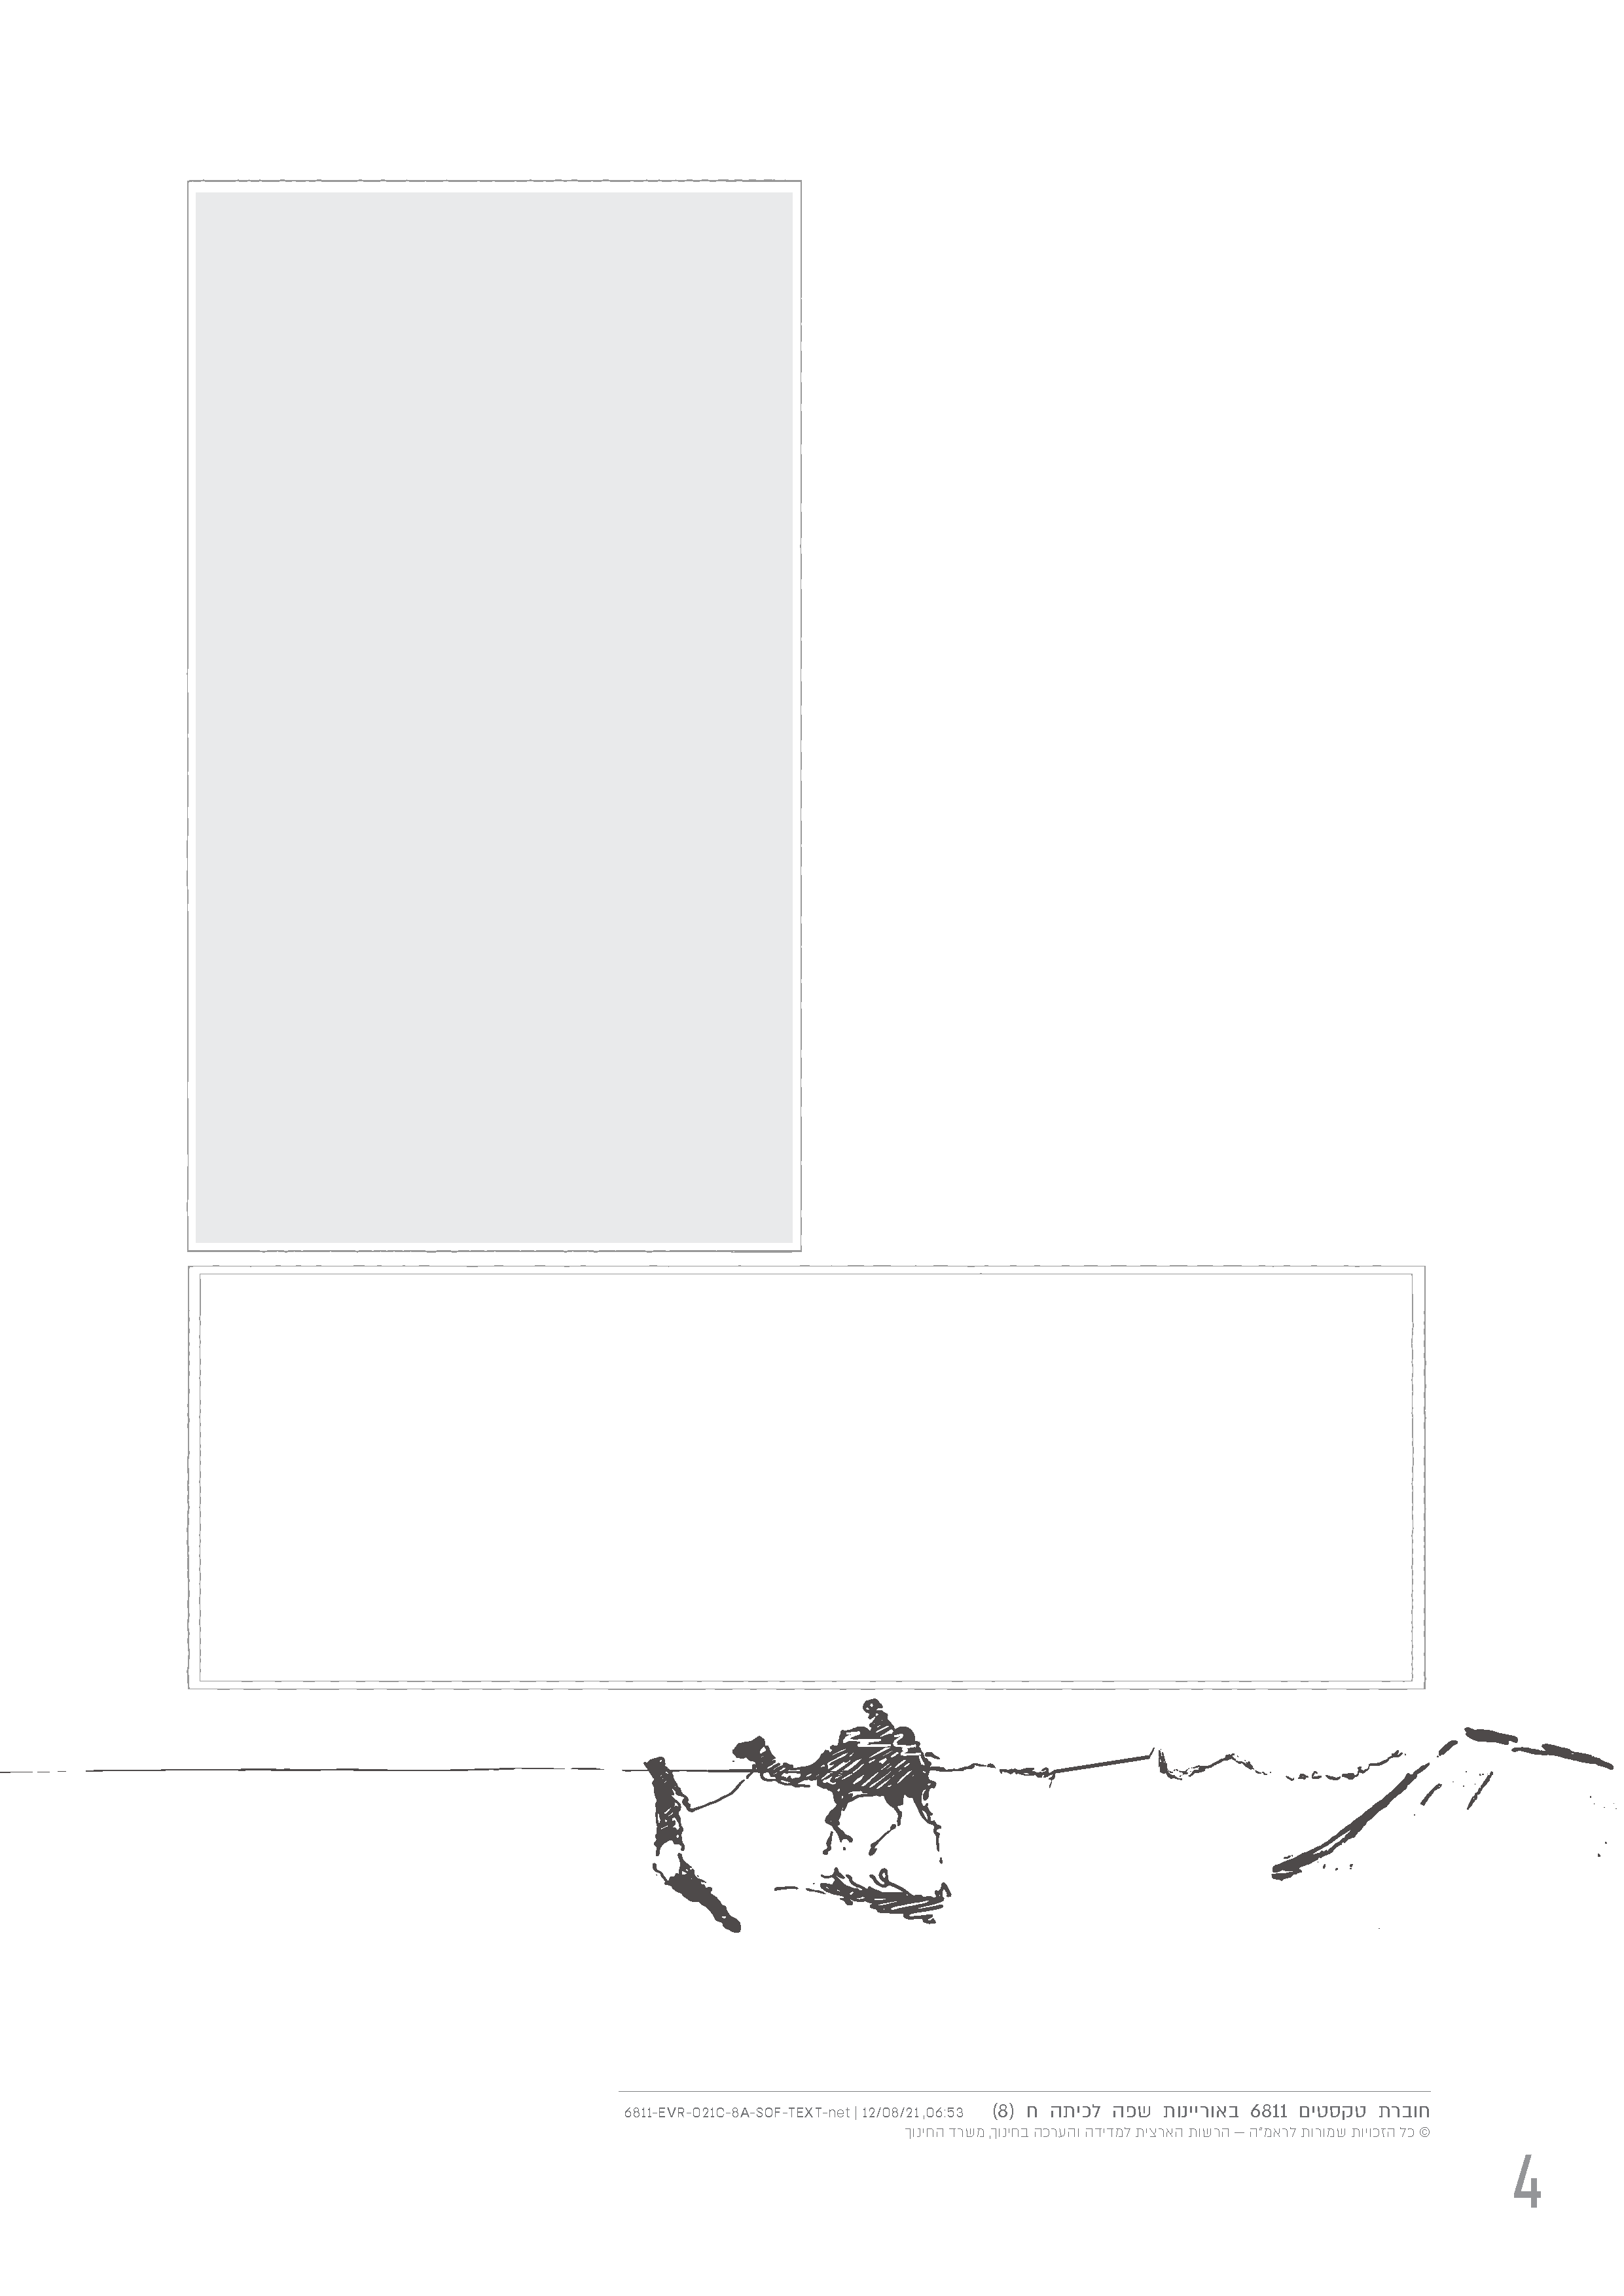 חוברת טקסטים 6811 באוריינות שפה לכיתה ח (8) 6811-EVR-021C-8A-SOF-TEXT-net | 12/08/21 ,06:53
© כל הזכויות שמורות לראמ"ה — הרשות הארצית למדידה והערכה בחינוך, משרד החינוך
4